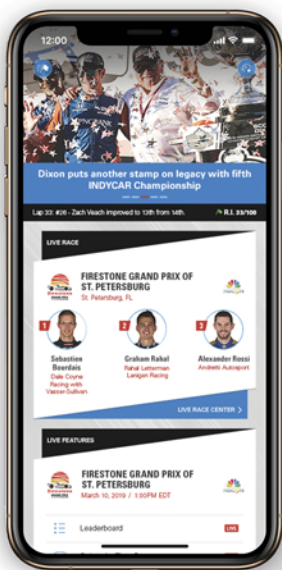 12:00
PNC BANK
Dixon puts another stamp on legacy with fifth
INDYCAR Championship
Lap 33: #26 - Zach Veach improved to 13th from 14th.
R.I. 33/100
LIVE RACE
FIRESTONE GRAND PRIX OF
ST. PETERSBURG
St. Petersburg, FL
1
2
3
Sebastien
Bourdais
Dale Coyne
Racing with
Vasser-Sullivan
Graham Rahal
Rahal Letterman
Lanigan Racing
Alexander Rossi
Andretti Autosport
LIVE RACE CENTER >
LIVE FEATURES
FIRESTONE GRAND PRIX OF
ST. PETERSBURG
March 10, 2019 / 1:00PM EDT
Leaderboard
LIVE